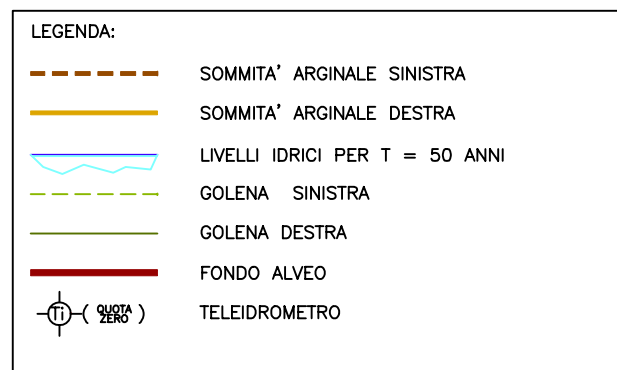 LEGENDA:
SOMMITA' ARGINALE SINISTRA
SOMMITA' ARGINALE DESTRA
LIVELLI IDRICI PER T = 50 ANNI
GOLENA SINISTRA
GOLENA DESTRA
FONDO ALVEO
Ti ( QUOTA ZERO ) TELEIDROMETRO